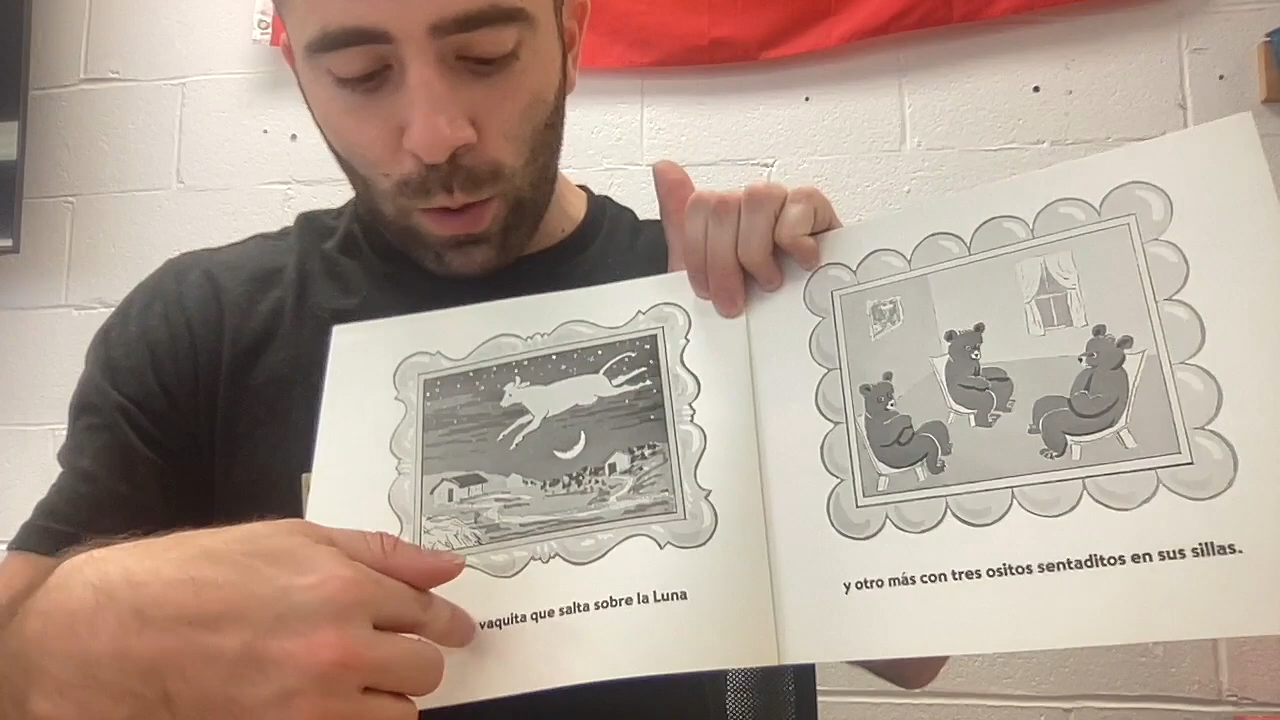 vaquita que salta sobre la Luna
y otro más con tres ositos sentaditos en sus sillas.